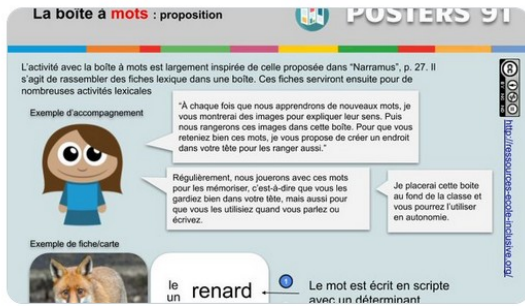 La boîte à mots : proposition
POSTERS 91
L'activité avec la boîte à mots est largement inspirée de celle proposée dans "Narramus", p. 27. Il
s'agit de rassembler des fiches lexique dans une boîte. Ces fiches serviront ensuite pour de
nombreuses activités lexicales
Exemple d'accompagnement
"À chaque fois que nous apprendrons de nouveaux mots, je
vous montrerai des images pour expliquer leur sens. Puis
nous rangerons ces images dans cette boîte. Pour que vous
reteniez bien ces mots, je vous propose de créer un endroit
dans votre tête pour les ranger aussi."
Régulièrement, nous jouerons avec ces mots
pour les mémoriser, c'est-à-dire que vous les
gardiez bien dans votre tête, mais aussi pour
que vous les utilisiez quand vous parlez ou
écrivez.
Je placerai cette boite
au fond de la classe et
vous pourrez l'utiliser
en autonomie.
http://ressources-ecole-inclusive.org/
Exemple de fiche/carte
le
un
renard
1
Le mot est écrit en scripte
avec un déterminant